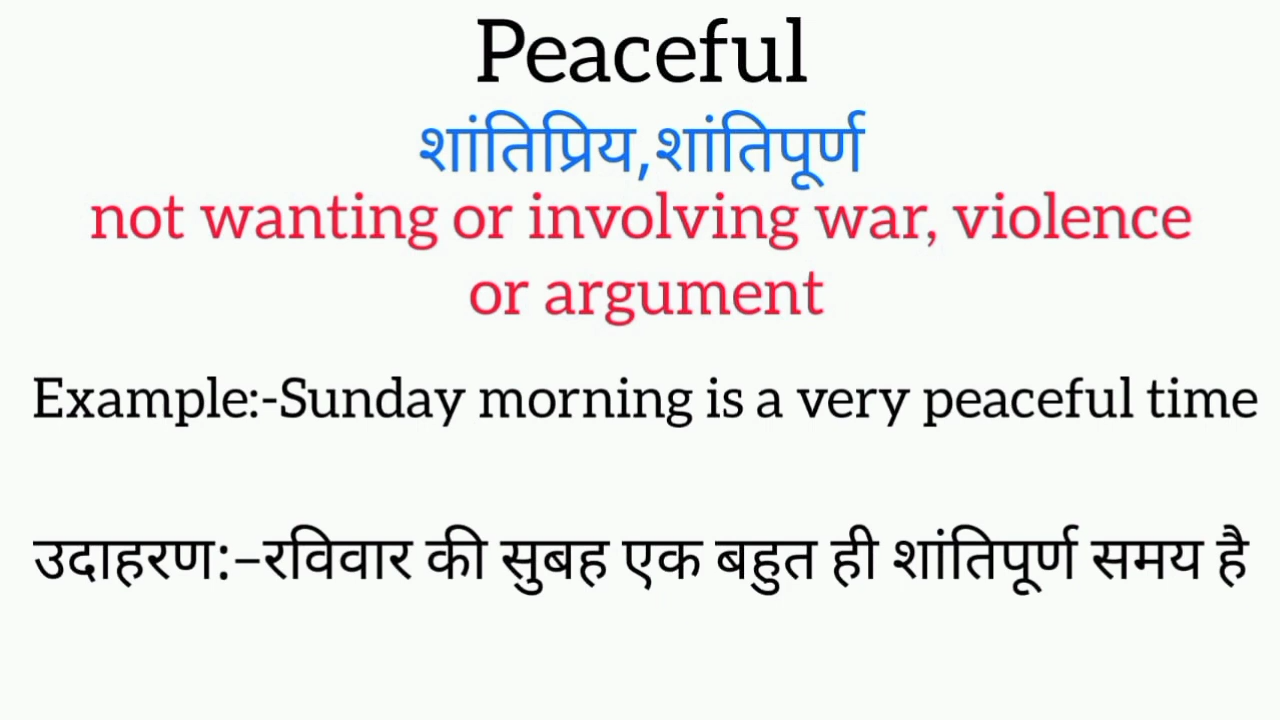 Peaceful
शांतिप्रिय,शांतिपूर्ण
not wanting or involving war, violence
or argument
Example:-Sunday morning is a very peaceful time
उदाहरण:–रविवार की सुबह एक बहुत ही शांतिपूर्ण समय है